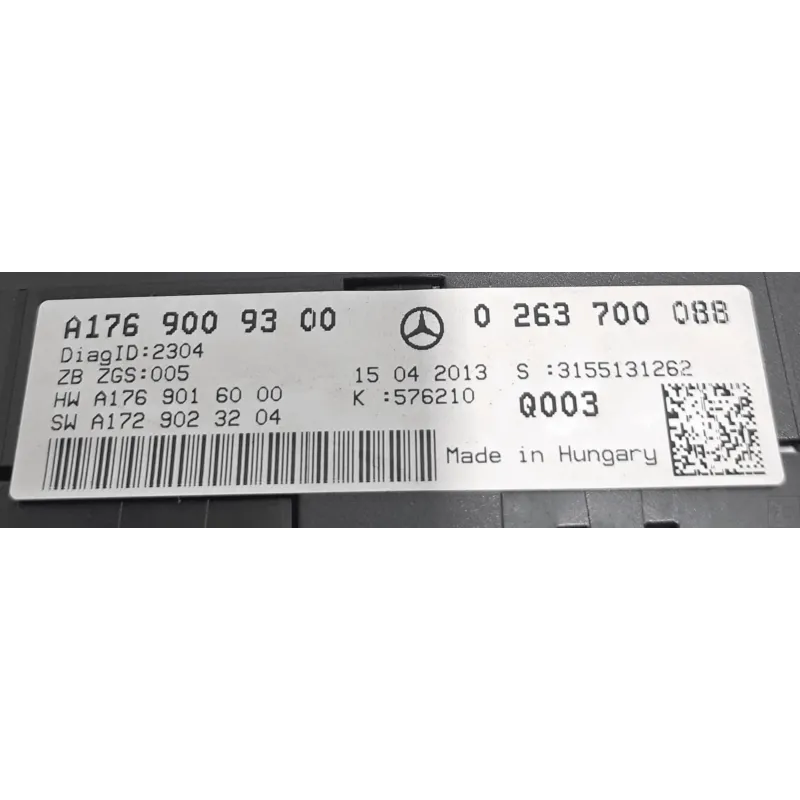 A176 900 93 00 0 263 700 088
DiagID:2304
ZB ZGS:005 15 04 2013 S :3155131262
HW A176 901 60 00 K :576210 Q003
SW A172 902 32 04
Made in Hungary